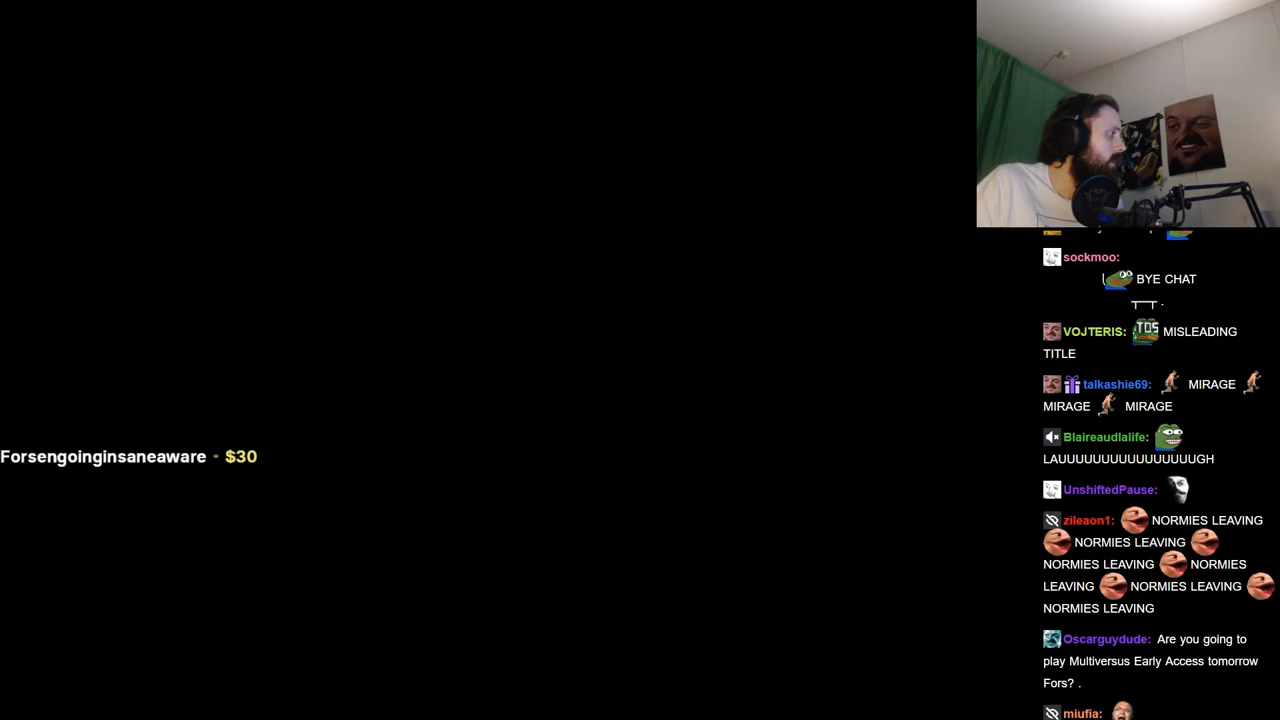 sockmoo:
BYE CHAT
VOJTERIS: TOS MISLEADING
TITLE
talkashie69: MIRAGE
MIRAGE MIRAGE
Blaireaudlalife:
LAUUUUUUUUUUUUUUUGH
Forsengoinginsaneaware - $30
UnshiftedPause:
zileaon1: NORMIES LEAVING
NORMIES LEAVING
NORMIES LEAVING NORMIES
LEAVING NORMIES LEAVING
NORMIES LEAVING
Oscarguydude: Are you going to
play Multiversus Early Access tomorrow
Fors? .
miufia: